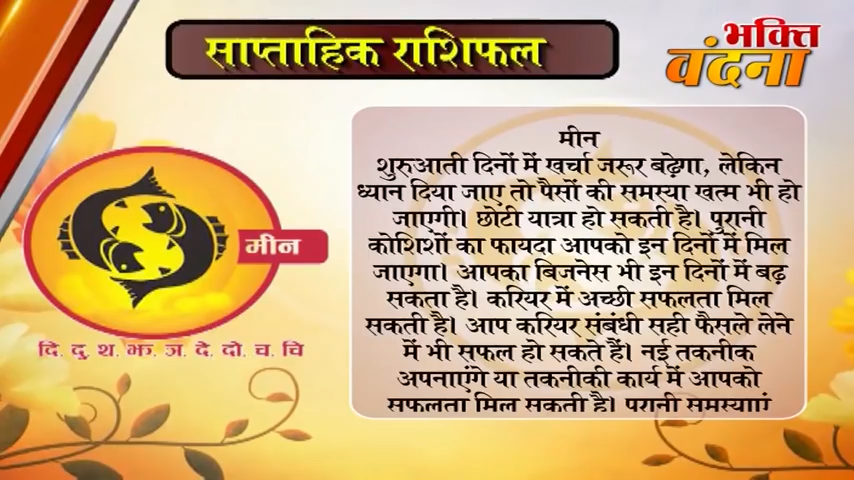 साप्ताहिक राशिफल
भक्ति
वंदना
मीन
शुरुआती दिनों में खर्चा जरूर बढ़ेगा, लेकिन
ध्यान दिया जाए तो पैसों की समस्या खत्म भी हो
जाएगी। छोटी यात्रा हो सकती है। पुरानी
कोशिशों का फायदा आपको इन दिनों में मिल
जाएगा। आपका बिजनेस भी इन दिनों में बढ़
सकता है। करियर में अच्छी सफलता मिल
सकती है। आप करियर संबंधी सही फैसले लेने
में भी सफल हो सकते हैं। नई तकनीक
अपनाएंगे या तकनीकी कार्य में आपको
सफलता मिल सकती है। पुरानी समस्याएं
मीन
दि. दु. श. झ. ञ. दे. दो. च. चि